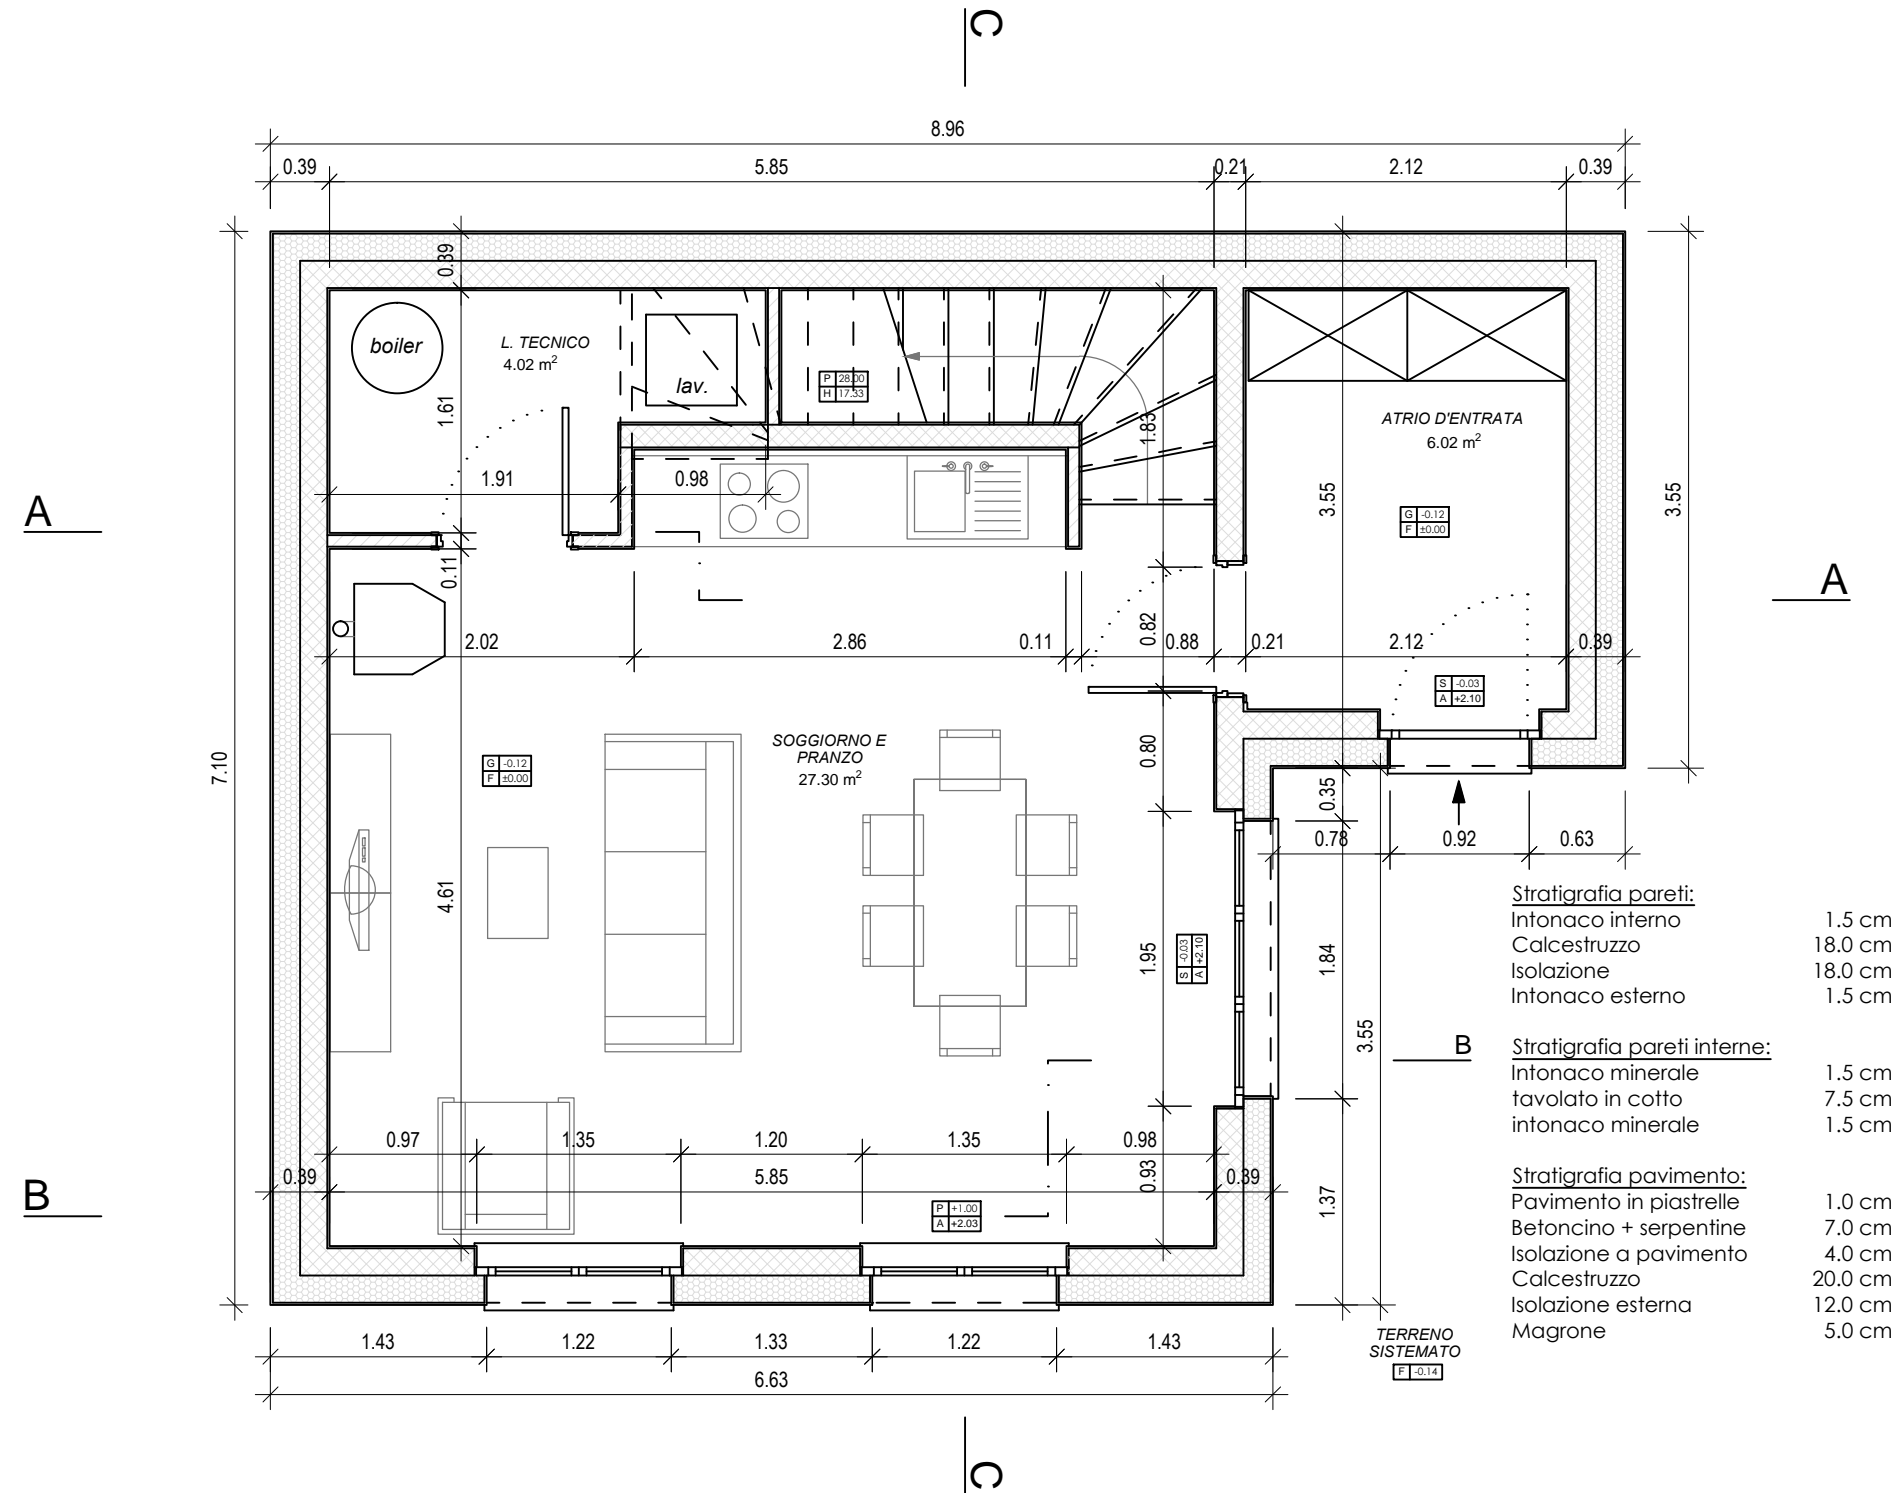 C
8.96
0.39 5.85 0.21 2.12 0.39
0.39
boiler
L. TECNICO
4.02 m²
lav.
P 28.00
H 17.33
1.61
1.83
ATRIO D'ENTRATA
6.02 m²
1.91 0.98
3.55
3.55
G -0.12
F ±0.00
A
A
0.11
0.82
2.02 2.86 0.11 0.88 0.21 2.12 0.39
S -0.03
A +2.10
7.10
SOGGIORNO E
PRANZO
27.30 m²
G -0.12
F ±0.00
0.80
0.35
0.78 0.92 0.63
4.61
1.95
S -0.03
A +2.10
1.84
3.55
B
B
0.97 1.35 1.20 1.35 0.98
0.39 5.85 0.93 0.39
P +1.00
A +2.03
1.37
1.43 1.22 1.33 1.22 1.43
6.63
TERRENO
SISTEMATO
F -0.14
C
Stratigrafia pareti:
Intonaco interno 1.5 cm
Calcestruzzo 18.0 cm
Isolazione 18.0 cm
Intonaco esterno 1.5 cm
Stratigrafia pareti interne:
Intonaco minerale 1.5 cm
tavolato in cotto 7.5 cm
intonaco minerale 1.5 cm
Stratigrafia pavimento:
Pavimento in piastrelle 1.0 cm
Betoncino + serpentine 7.0 cm
Isolazione a pavimento 4.0 cm
Calcestruzzo 20.0 cm
Isolazione esterna 12.0 cm
Magrone 5.0 cm